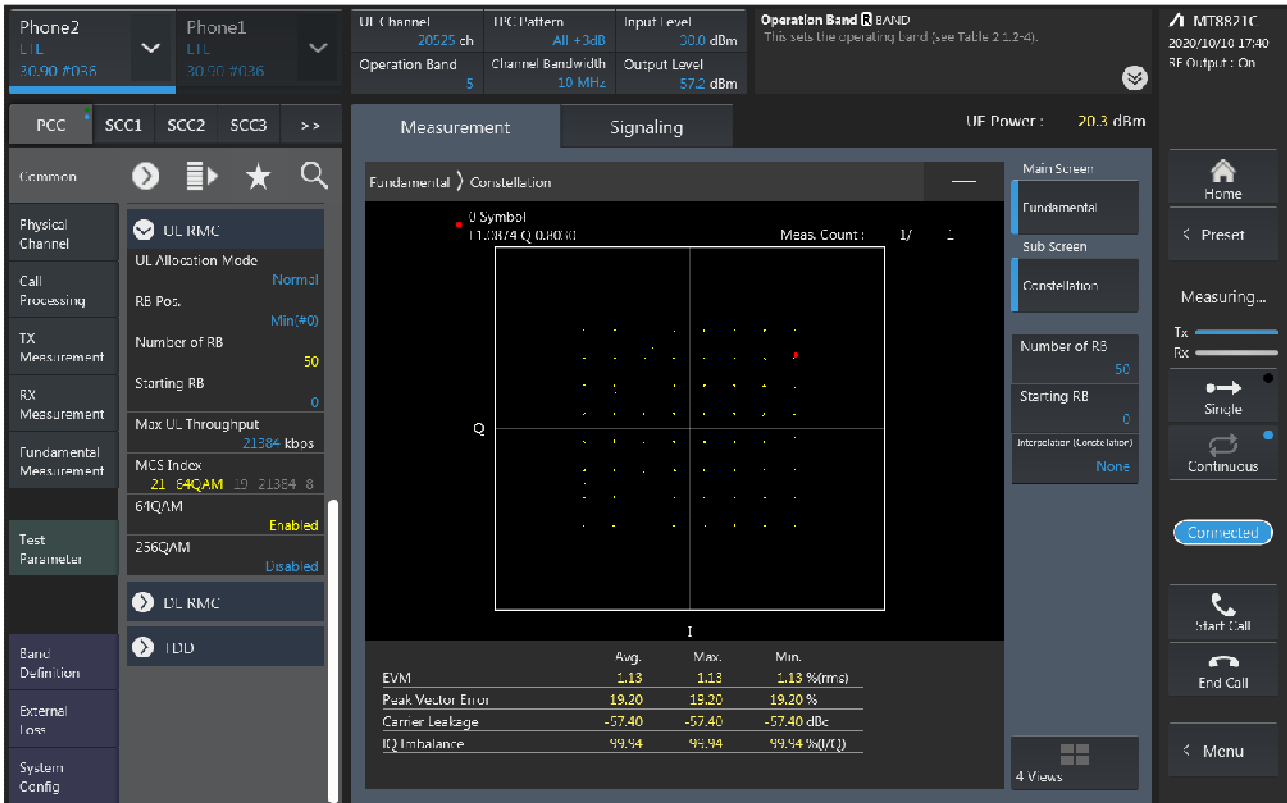 Phone2
LTE
30.90 #036
Phone1
LTE
30.90 #036
UE Channel
20525 ch
TPC Pattern
All +3dB
Input Level
30.0 dBm
Operation Band
5
Channel Bandwidth
10 MHz
Output Level
57.2 dBm
Operation Band R BAND
This sets the operating band (see Table 2.1.2-4).
MT8821C
2020/10/10 17:40
RF Output : On
PCC
SCC1
SCC2
SCC3
>>
Measurement
Signaling
UE Power : 20.3 dBm
Common
Physical
Channel
Call
Processing
TX
Measurement
RX
Measurement
Fundamental
Measurement
Test
Parameter
Band
Definition
External
Loss
System
Config
UL RMC
UL Allocation Mode
Normal
RB Pos.
Min(#0)
Number of RB
50
Starting RB
0
Max UL Throughput
21384 kbps
MCS Index
21 64QAM 19 21384 8
64QAM
Enabled
256QAM
Disabled
DL RMC
TDD
Fundamental > Constellation
0 Symbol
I 1.0874 Q 0.8030
Meas. Count : 1/ 1
Q
I
Avg. Max. Min.
EVM 1.13 1.13 1.13 %(rms)
Peak Vector Error 19.20 19.20 19.20 %
Carrier Leakage -57.40 -57.40 -57.40 dBc
IQ Imbalance 99.94 99.94 99.94 %(I/Q)
Main Screen
Fundamental
Sub Screen
Constellation
Number of RB
50
Starting RB
0
Interpolation (Constellation)
None
4 Views
Home
< Preset
Measuring...
Tx
Rx
Single
Continuous
Connected
Start Call
End Call
< Menu